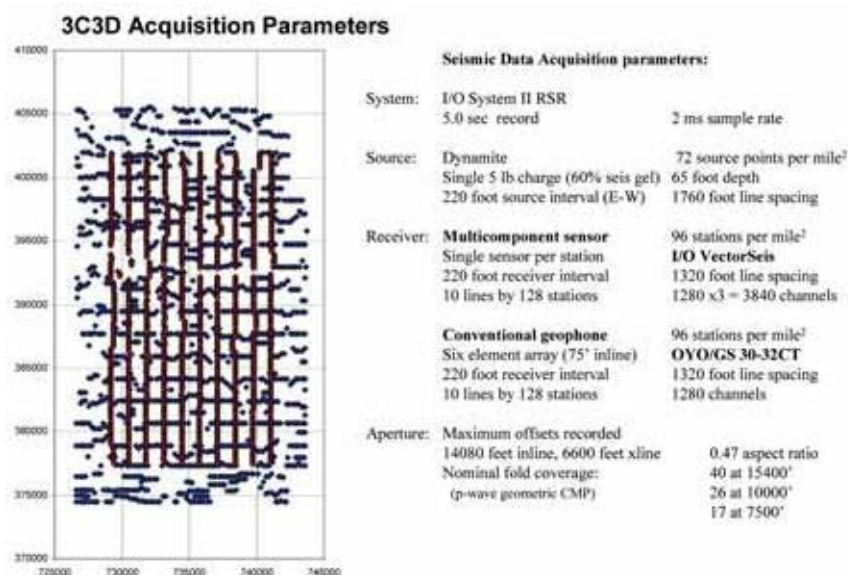 3C3D Acquisition Parameters
410000
405000
400000
395000
390000
385000
380000
375000
370000
725000 730000 735000 740000 745000
Seismic Data Acquisition parameters:
System: I/O System II RSR
5.0 sec record 2 ms sample rate
Source: Dynamite 72 source points per mile²
Single 5 lb charge (60% seis gel) 65 foot depth
220 foot source interval (E-W) 1760 foot line spacing
Receiver: Multicomponent sensor 96 stations per mile²
Single sensor per station I/O VectorSeis
220 foot receiver interval 1320 foot line spacing
10 lines by 128 stations 1280 x3 = 3840 channels
Conventional geophone 96 stations per mile²
Six element array (75' inline) OYO/GS 30-32CT
220 foot receiver interval 1320 foot line spacing
10 lines by 128 stations 1280 channels
Aperture: Maximum offsets recorded
14080 feet inline, 6600 feet xline 0.47 aspect ratio
Nominal fold coverage: 40 at 15400'
(p-wave geometric CMP) 26 at 10000'
17 at 7500'